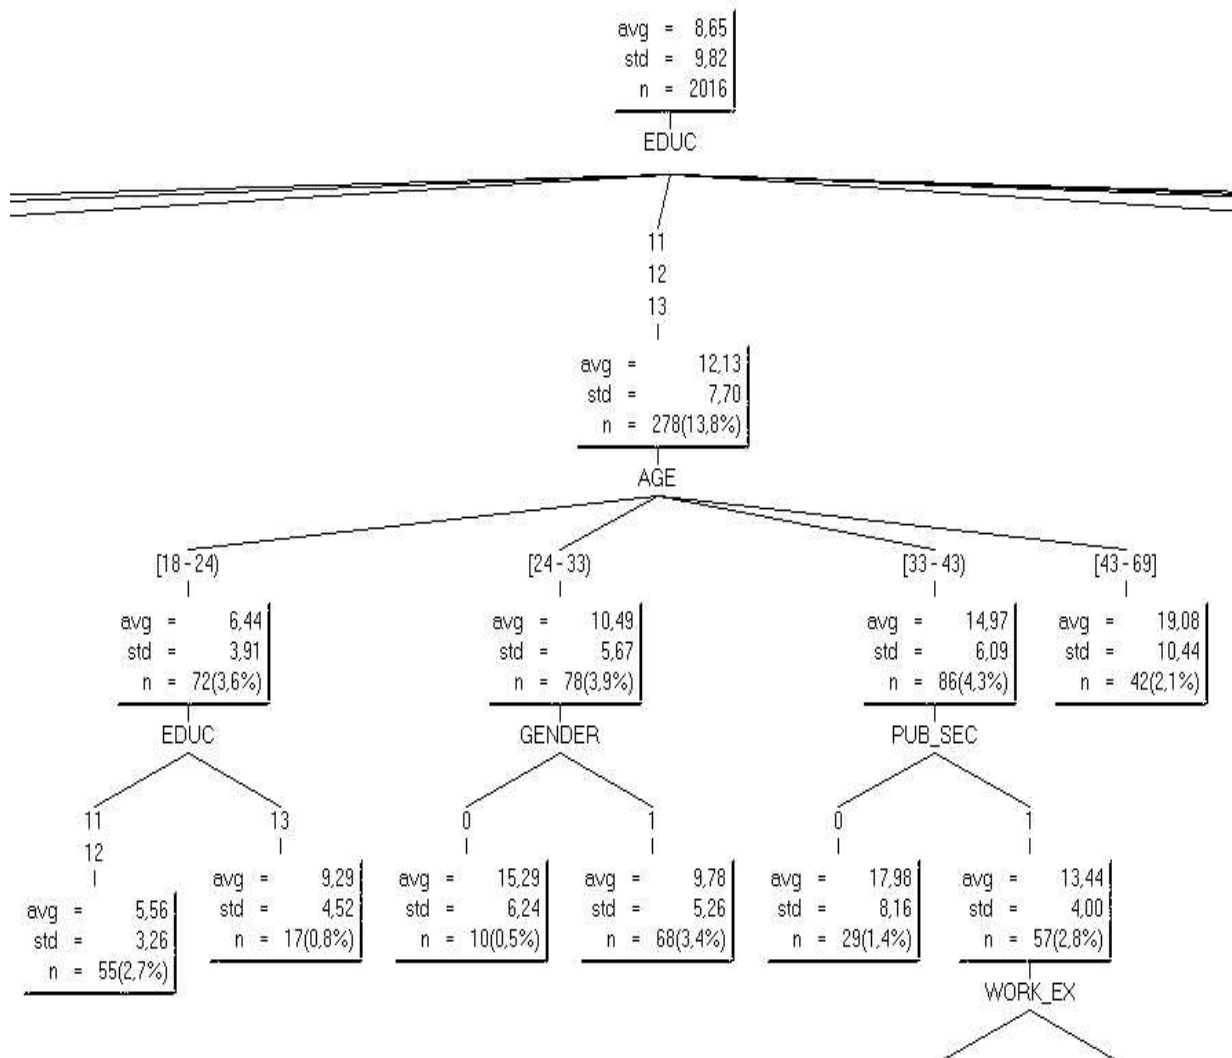 avg = 8,65
std = 9,82
n = 2016
EDUC
11
12
13
avg = 12,13
std = 7,70
n = 278(13,8%)
AGE
[18-24)
avg = 6,44
std = 3,91
n = 72(3,6%)
EDUC
[24-33)
avg = 10,49
std = 5,67
n = 78(3,9%)
GENDER
[33-43)
avg = 14,97
std = 6,09
n = 86(4,3%)
PUB_SEC
[43-69]
avg = 19,08
std = 10,44
n = 42(2,1%)
11
12
avg = 5,56
std = 3,26
n = 55(2,7%)
13
avg = 9,29
std = 4,52
n = 17(0,8%)
0
avg = 15,29
std = 6,24
n = 10(0,5%)
1
avg = 9,78
std = 5,26
n = 68(3,4%)
0
avg = 17,98
std = 8,16
n = 29(1,4%)
1
avg = 13,44
std = 4,00
n = 57(2,8%)
WORK_EX